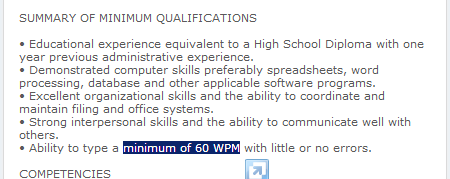 SUMMARY OF MINIMUM QUALIFICATIONS
• Educational experience equivalent to a High School Diploma with one
year previous administrative experience.
• Demonstrated computer skills preferably spreadsheets, word
processing, database and other applicable software programs.
• Excellent organizational skills and the ability to coordinate and
maintain filing and office systems.
• Strong interpersonal skills and the ability to communicate well with
others.
• Ability to type a minimum of 60 WPM with little or no errors.
COMPETENCIES